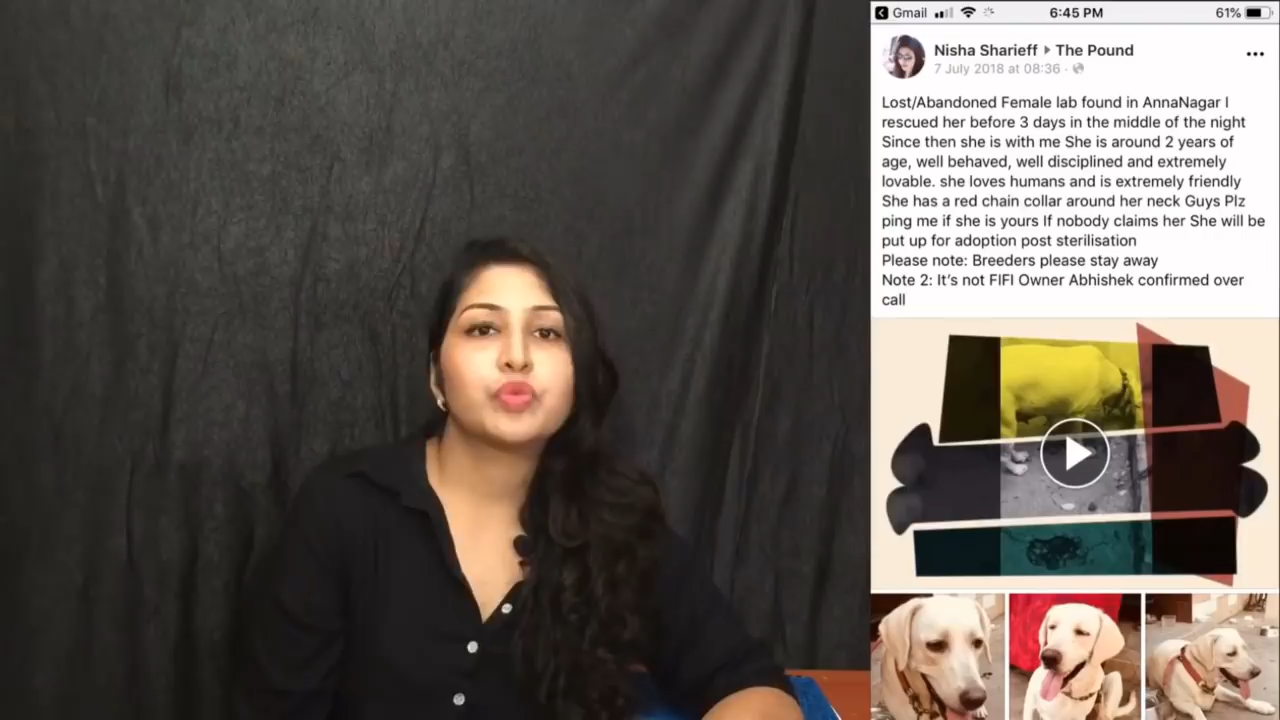 Gmail 6:45 PM 61%
Nisha Sharieff ▸ The Pound
7 July 2018 at 08:36 ·
Lost/Abandoned Female lab found in AnnaNagar I
rescued her before 3 days in the middle of the night
Since then she is with me She is around 2 years of
age, well behaved, well disciplined and extremely
lovable. she loves humans and is extremely friendly
She has a red chain collar around her neck Guys Plz
ping me if she is yours If nobody claims her She will be
put up for adoption post sterilisation
Please note: Breeders please stay away
Note 2: It's not FIFI Owner Abhishek confirmed over
call